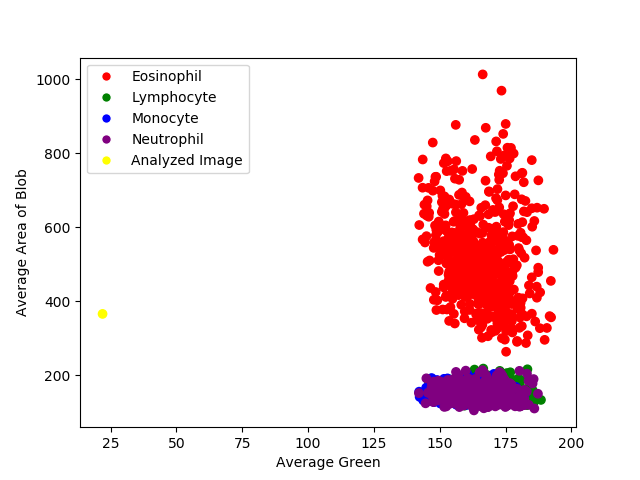 Eosinophil
Lymphocyte
Monocyte
Neutrophil
Analyzed Image
1000
800
600
400
200
Average Area of Blob
25 50 75 100 125 150 175 200
Average Green